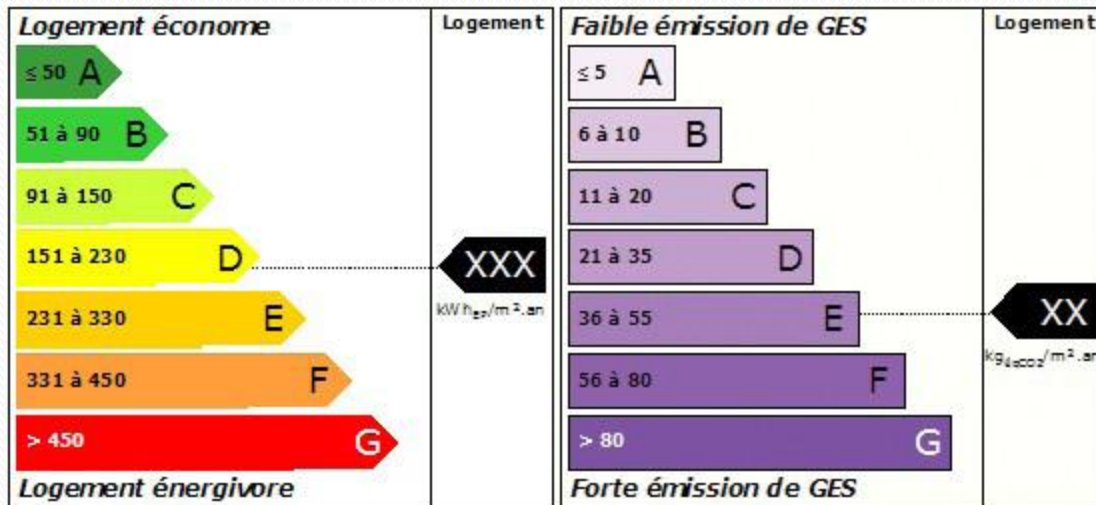 Logement économe
Logement
≤ 50 A
51 à 90 B
91 à 150 C
151 à 230 D
XXX
kWhEP/m².an
231 à 330 E
331 à 450 F
> 450 G
Logement énergivore
Faible émission de GES
Logement
≤ 5 A
6 à 10 B
11 à 20 C
21 à 35 D
36 à 55 E
XX
kgéqCO2/m².an
56 à 80 F
> 80 G
Forte émission de GES